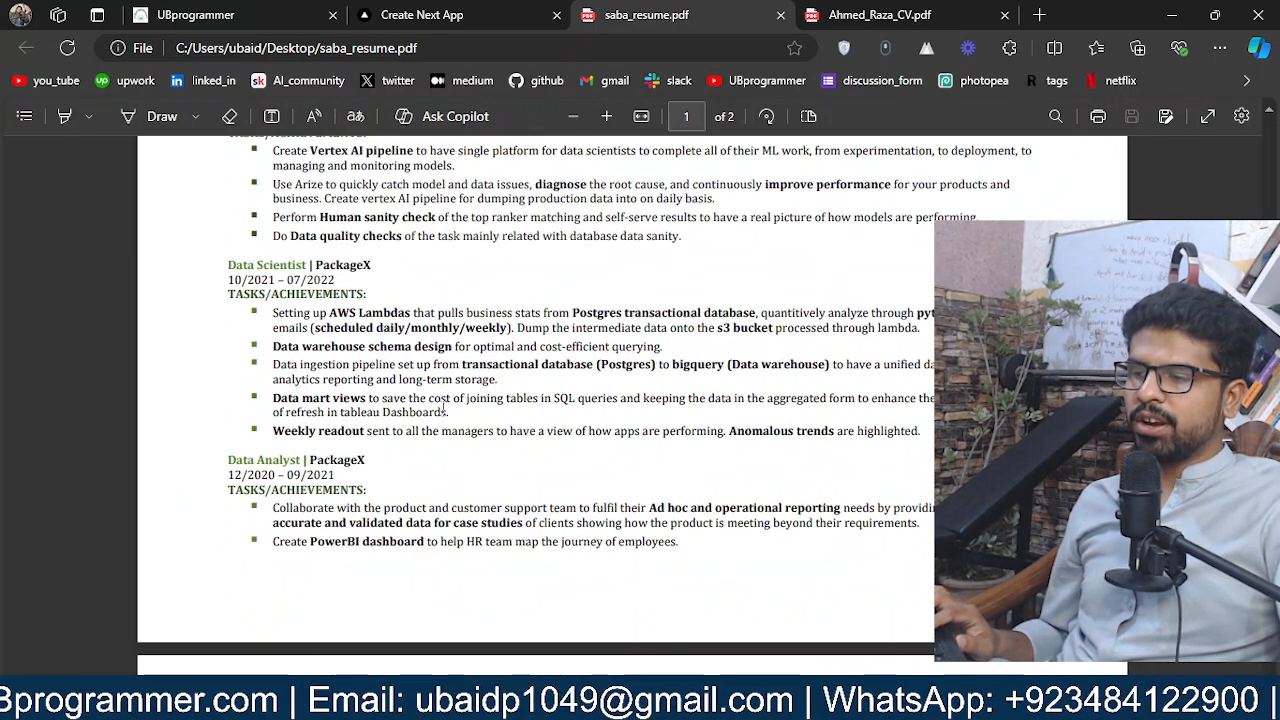 UBprogrammer
Create Next App
saba_resume.pdf
Ahmed_Raza_CV.pdf
File
C:/Users/ubaid/Desktop/saba_resume.pdf
you_tube
upwork
linked_in
AI_community
twitter
medium
github
gmail
slack
UBprogrammer
discussion_form
photopea
tags
netflix
Draw
Ask Copilot
1
of 2
Create Vertex AI pipeline to have single platform for data scientists to complete all of their ML work, from experimentation, to deployment, to
managing and monitoring models.
Use Arize to quickly catch model and data issues, diagnose the root cause, and continuously improve performance for your products and
business. Create vertex AI pipeline for dumping production data into on daily basis.
Perform Human sanity check of the top ranker matching and self-serve results to have a real picture of how models are performing.
Do Data quality checks of the task mainly related with database data sanity.
Data Scientist | PackageX
10/2021 – 07/2022
TASKS/ACHIEVEMENTS:
Setting up AWS Lambdas that pulls business stats from Postgres transactional database, quantitively analyze through
emails (scheduled daily/monthly/weekly). Dump the intermediate data onto the s3 bucket processed through lambda.
Data warehouse schema design for optimal and cost-efficient querying.
Data ingestion pipeline set up from transactional database (Postgres) to bigquery (Data warehouse) to have a unified
analytics reporting and long-term storage.
Data mart views to save the cost of joining tables in SQL queries and keeping the data in the aggregated form to enhance the
of refresh in tableau Dashboards.
Weekly readout sent to all the managers to have a view of how apps are performing. Anomalous trends are highlighted.
Data Analyst | PackageX
12/2020 – 09/2021
TASKS/ACHIEVEMENTS:
Collaborate with the product and customer support team to fulfil their Ad hoc and operational reporting needs by
accurate and validated data for case studies of clients showing how the product is meeting beyond their requirements.
Create PowerBI dashboard to help HR team map the journey of employees.
Bprogrammer.com | Email: ubaidp1049@gmail.com | WhatsApp: +923484122900 |